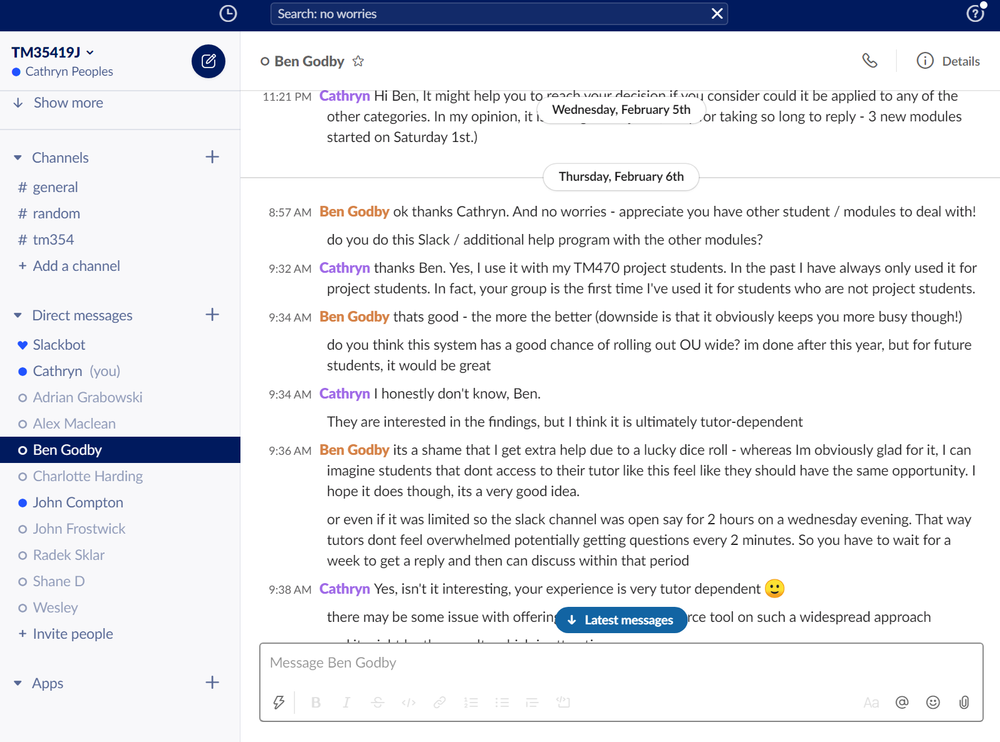 Search: no worries
TM35419J
Cathryn Peoples
Show more
Channels
# general
# random
# tm354
+ Add a channel
Direct messages
Slackbot
Cathryn (you)
Adrian Grabowski
Alex Maclean
Ben Godby
Charlotte Harding
John Compton
John Frostwick
Radek Sklar
Shane D
Wesley
+ Invite people
Apps
Ben Godby
Details
11:21 PM Cathryn Hi Ben, It might help you to reach your decision if you consider could it be applied to any of the
Wednesday, February 5th
other categories. In my opinion, it or taking so long to reply - 3 new modules
started on Saturday 1st.)
Thursday, February 6th
8:57 AM Ben Godby ok thanks Cathryn. And no worries - appreciate you have other student / modules to deal with!
do you do this Slack / additional help program with the other modules?
9:32 AM Cathryn thanks Ben. Yes, I use it with my TM470 project students. In the past I have always only used it for
project students. In fact, your group is the first time I've used it for students who are not project students.
9:34 AM Ben Godby thats good - the more the better (downside is that it obviously keeps you more busy though!)
do you think this system has a good chance of rolling out OU wide? im done after this year, but for future
students, it would be great
9:34 AM Cathryn I honestly don't know, Ben.
They are interested in the findings, but I think it is ultimately tutor-dependent
9:36 AM Ben Godby its a shame that I get extra help due to a lucky dice roll - whereas Im obviously glad for it, I can
imagine students that dont access to their tutor like this feel like they should have the same opportunity. I
hope it does though, its a very good idea.
or even if it was limited so the slack channel was open say for 2 hours on a wednesday evening. That way
tutors dont feel overwhelmed potentially getting questions every 2 minutes. So you have to wait for a
week to get a reply and then can discuss within that period
9:38 AM Cathryn Yes, isn't it interesting, your experience is very tutor dependent 🙂
there may be some issue with offering rce tool on such a widespread approach
Latest messages
Message Ben Godby
B I S </> Aa @